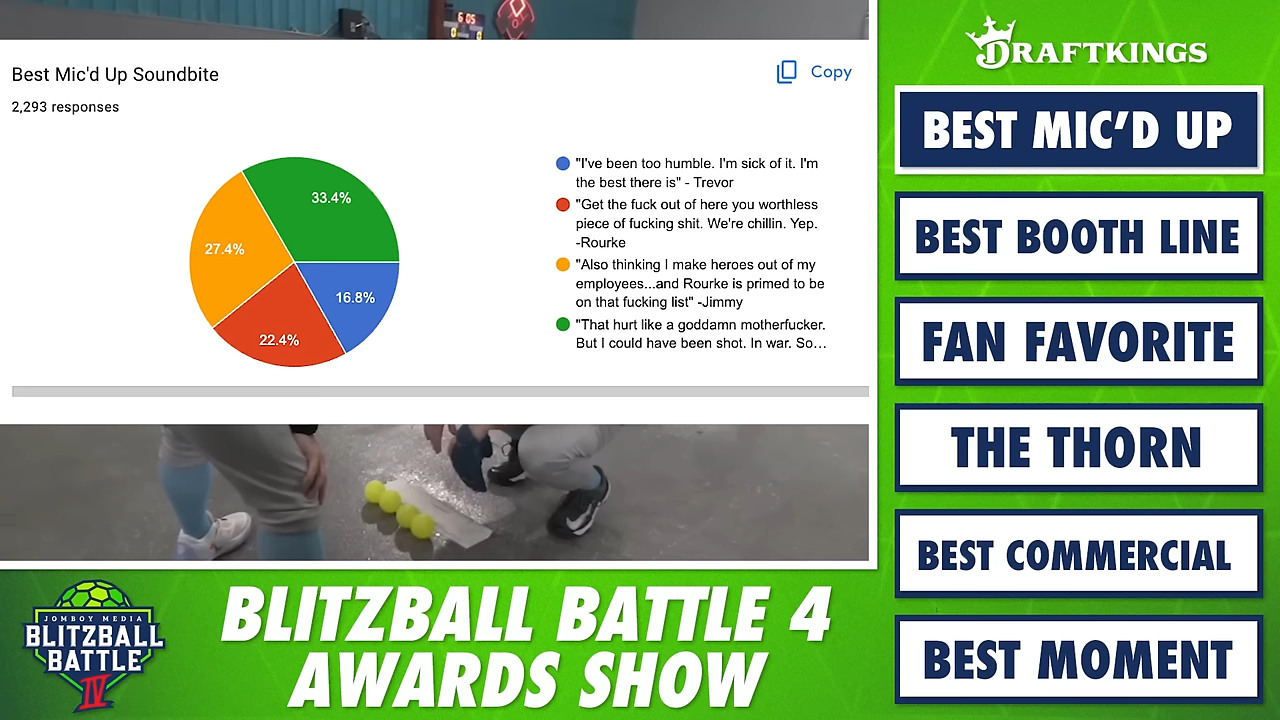 6 05
Best Mic'd Up Soundbite
Copy
2,293 responses
33.4%
27.4%
16.8%
22.4%
"I've been too humble. I'm sick of it. I'm
the best there is" - Trevor
"Get the fuck out of here you worthless
piece of fucking shit. We're chillin. Yep.
-Rourke
"Also thinking I make heroes out of my
employees...and Rourke is primed to be
on that fucking list" -Jimmy
"That hurt like a goddamn motherfucker.
But I could have been shot. In war. So...
DRAFTKINGS
BEST MIC'D UP
BEST BOOTH LINE
FAN FAVORITE
THE THORN
BEST COMMERCIAL
BEST MOMENT
JOMBOY MEDIA
BLITZBALL
BATTLE
IV
BLITZBALL BATTLE 4
AWARDS SHOW